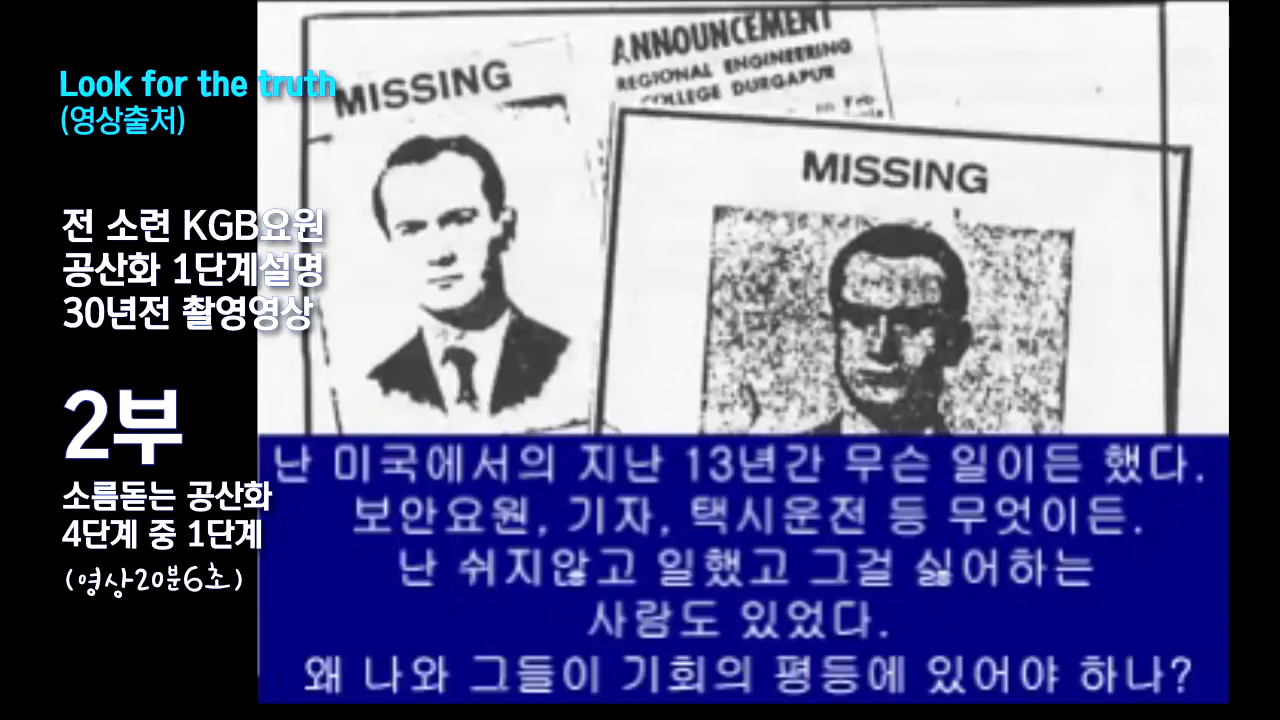 Look for the truth
(영상출처)
전 소련 KGB요원
공산화 1단계설명
30년전 촬영영상
2부
소름돋는 공산화
4단계 중 1단계
(영상20분6초)
MISSING
ANNOUNCEMENT
REGIONAL ENGINEERING
COLLEGE DURGAPUR
MISSING
난 미국에서의 지난 13년간 무슨 일이든 했다.
보안요원, 기자, 택시운전 등 무엇이든.
난 쉬지않고 일했고 그걸 싫어하는
사람도 있었다.
왜 나와 그들이 기회의 평등에 있어야 하나?